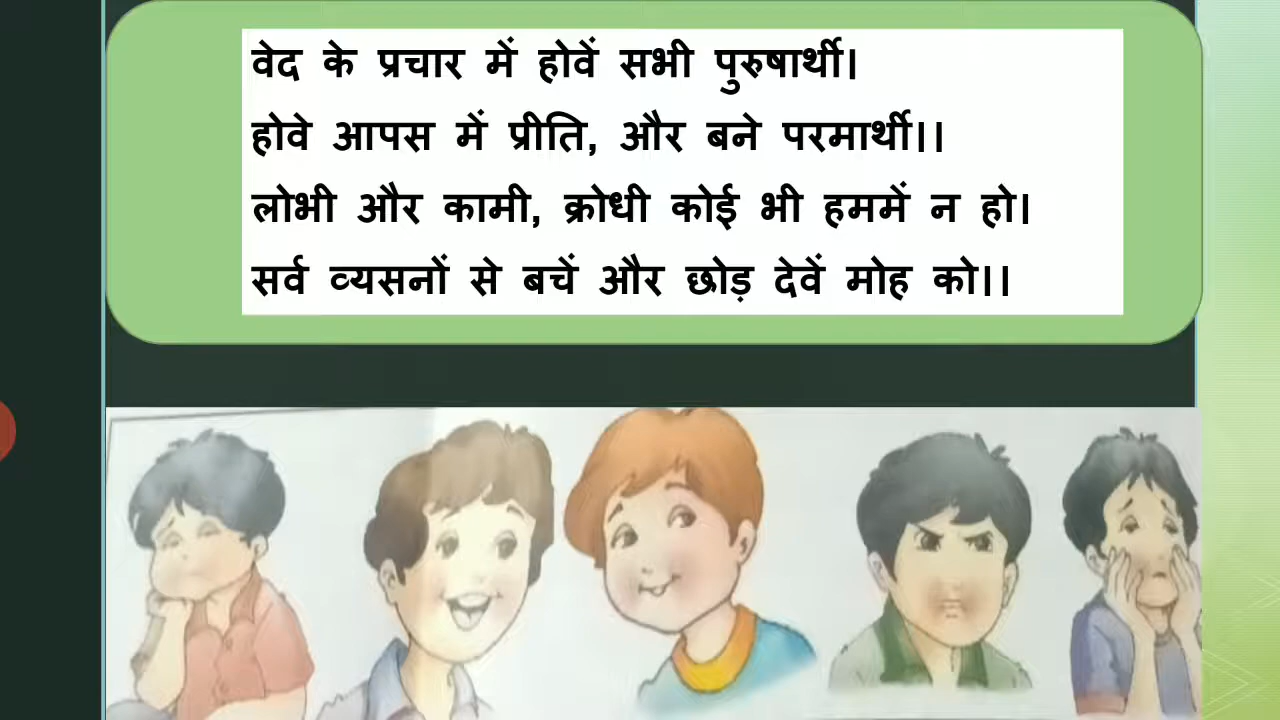 वेद के प्रचार में होवें सभी पुरुषार्थी।
होवे आपस में प्रीति, और बने परमार्थी।।
लोभी और कामी, क्रोधी कोई भी हममें न हो।
सर्व व्यसनों से बचें और छोड़ देवें मोह को।।